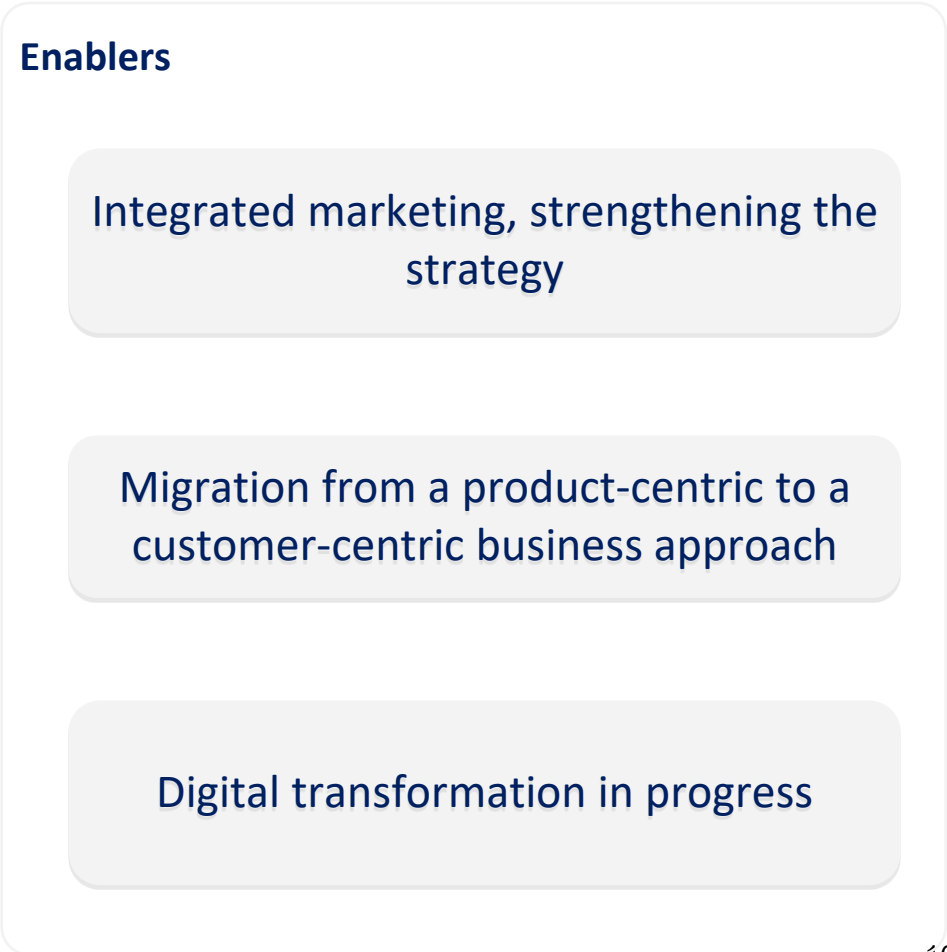 Enablers
Integrated marketing, strengthening the
strategy
Migration from a product-centric to a
customer-centric business approach
Digital transformation in progress